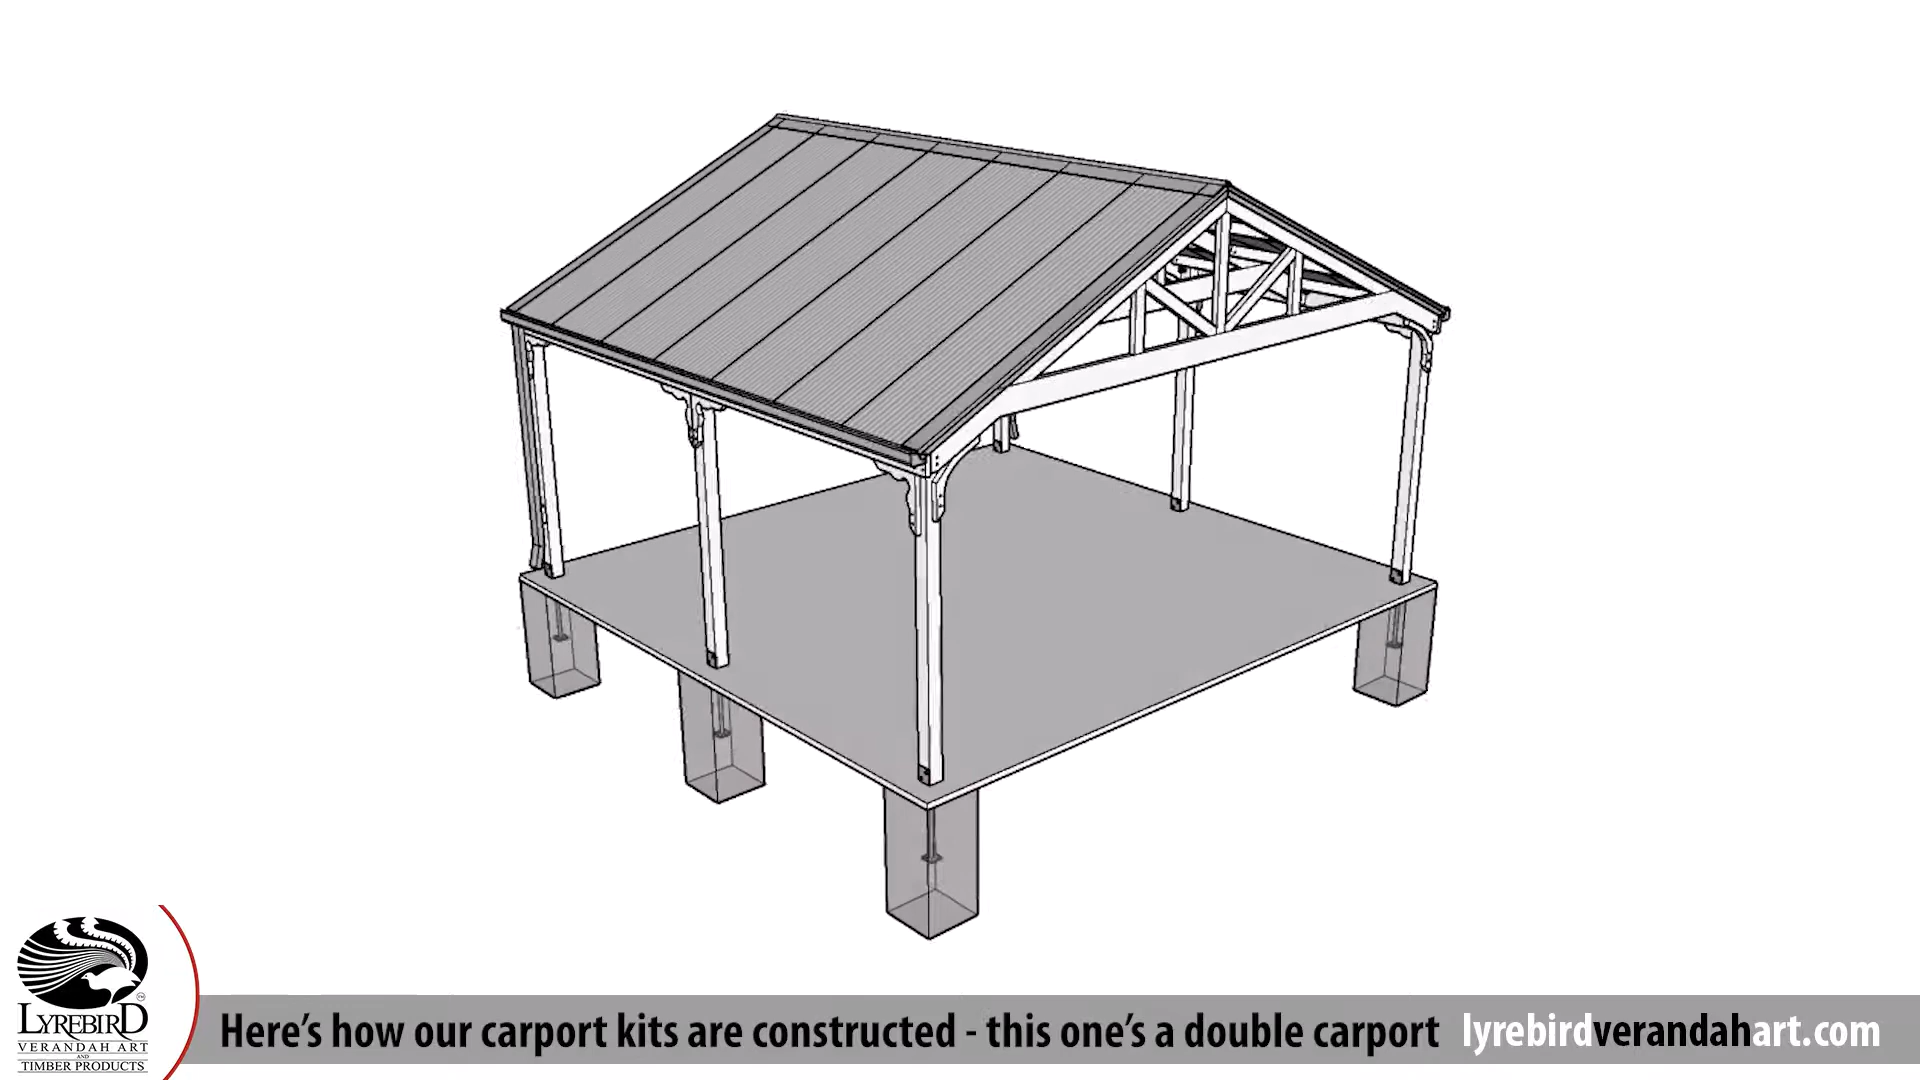 LYREBIRD
VERANDAH ART
AND
TIMBER PRODUCTS
Here's how our carport kits are constructed - this one's a double carport lyrebirdverandahart.com